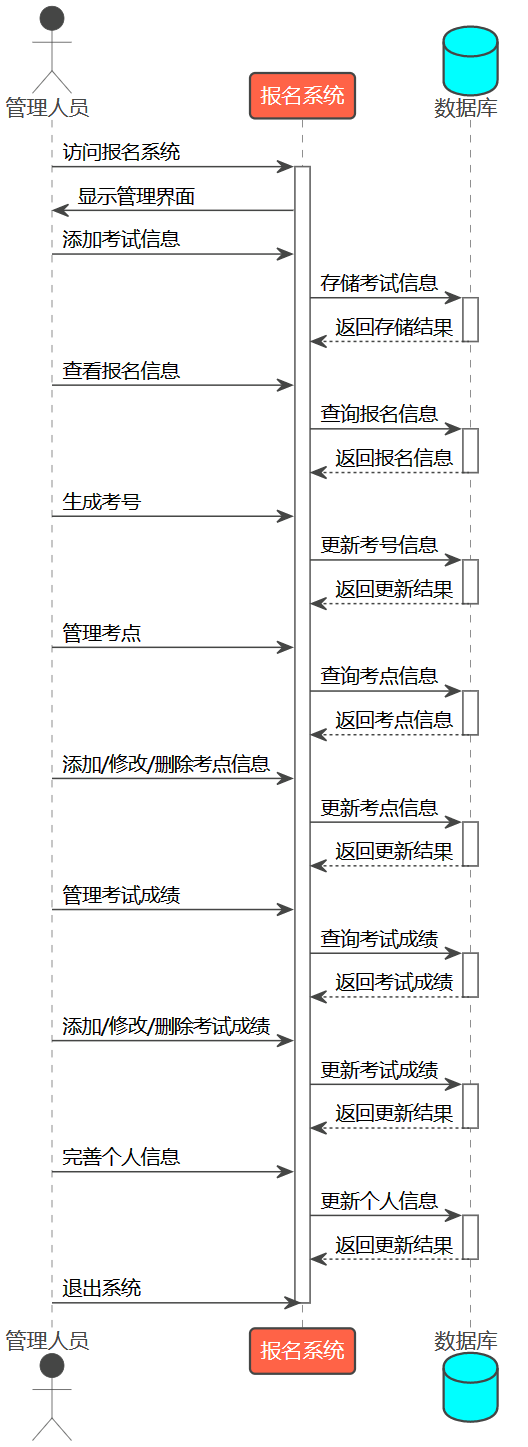 管理人员
报名系统
数据库
访问报名系统
显示管理界面
添加考试信息
存储考试信息
返回存储结果
查看报名信息
查询报名信息
返回报名信息
生成考号
更新考号信息
返回更新结果
管理考点
查询考点信息
返回考点信息
添加/修改/删除考点信息
更新考点信息
返回更新结果
管理考试成绩
查询考试成绩
返回考试成绩
添加/修改/删除考试成绩
更新考试成绩
返回更新结果
完善个人信息
更新个人信息
返回更新结果
退出系统
管理人员
报名系统
数据库